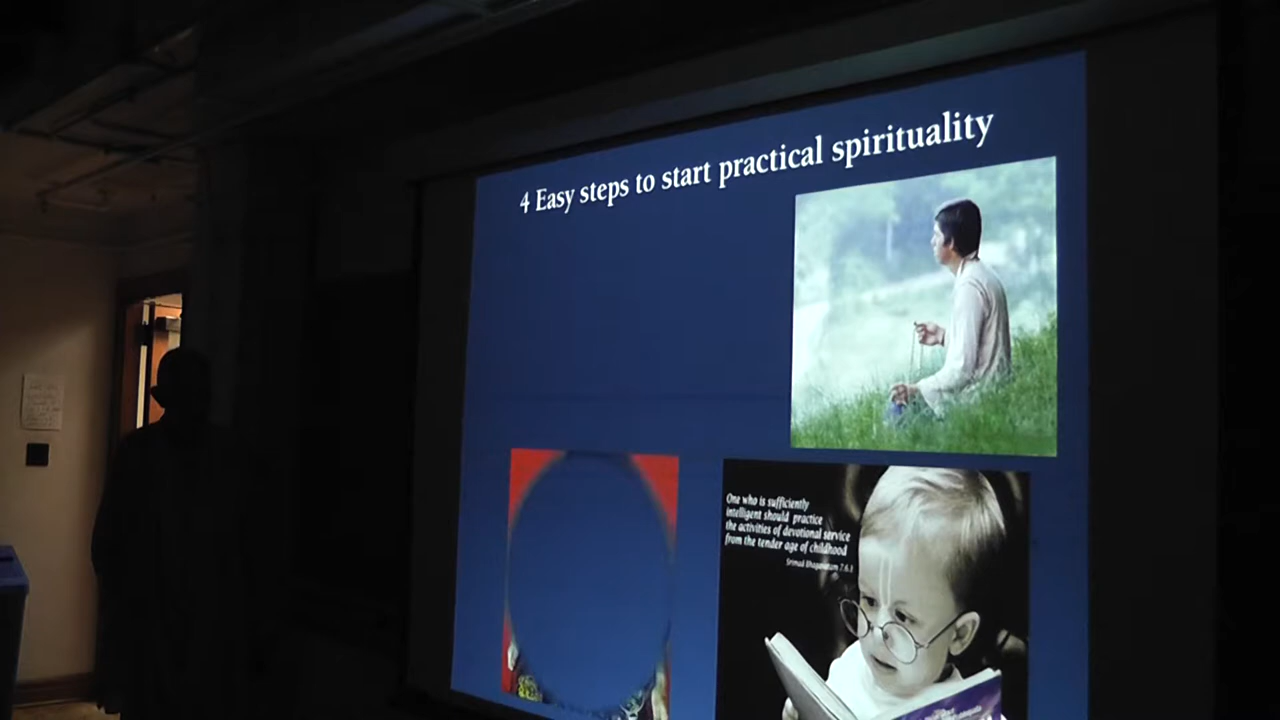 4 Easy steps to start practical spirituality
One who is sufficiently
intelligent should practice
the activities of devotional service
from the tender age of childhood
Srimad Bhagavatam 7.6.1